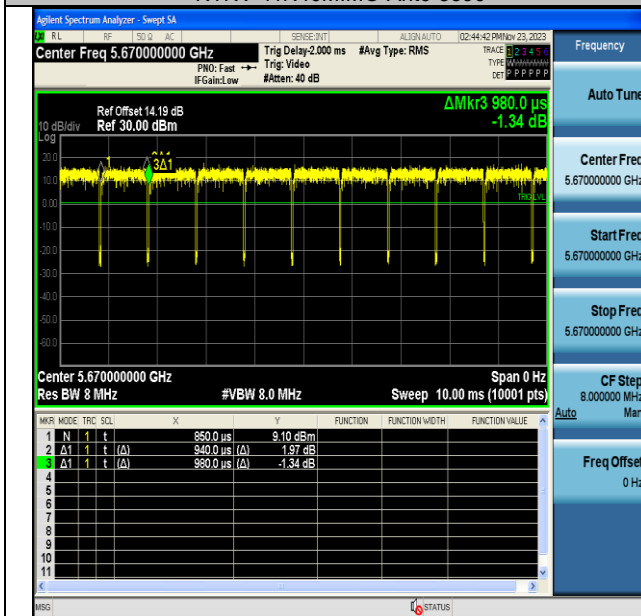 Agilent Spectrum Analyzer - Swept SA
RL RF 50 Ω AC SENSE:INT ALIGN AUTO 02:44:42 PM Nov 23, 2023
Center Freq 5.670000000 GHz
PNO: Fast
IFGain:Low
Trig Delay-2.000 ms
Trig: Video
#Atten: 40 dB
#Avg Type: RMS
TRACE 1 2 3 4 5 6
TYPE WWWWWW
DET P P P P P P
Frequency
Auto Tune
ΔMkr3 980.0 µs
-1.34 dB
Ref Offset 14.19 dB
10 dB/div Ref 30.00 dBm
Log
20.0
10.0
0.00
-10.0
-20.0
-30.0
-40.0
-50.0
-60.0
1
3Δ1
TRIG LVL
Center Freq
5.670000000 GHz
Start Freq
5.670000000 GHz
Stop Freq
5.670000000 GHz
CF Step
8.000000 MHz
Auto Man
Freq Offset
0 Hz
Center 5.670000000 GHz Span 0 Hz
Res BW 8 MHz #VBW 8.0 MHz Sweep 10.00 ms (10001 pts)
MKR MODE TRC SCL X Y FUNCTION FUNCTION WIDTH FUNCTION VALUE
1 N 1 t 850.0 µs 9.10 dBm
2 Δ1 1 t (Δ) 940.0 µs (Δ) 1.97 dB
3 Δ1 1 t (Δ) 980.0 µs (Δ) -1.34 dB
4
5
6
7
8
9
10
11
MSG STATUS